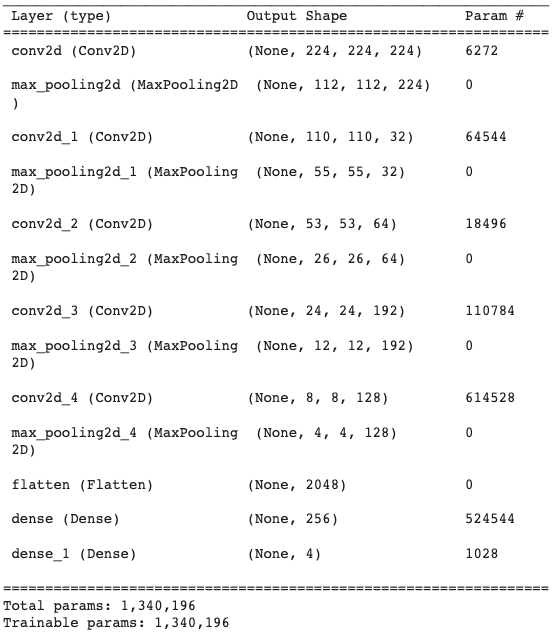 Layer (type) Output Shape Param #
=================================================================
conv2d (Conv2D) (None, 224, 224, 224) 6272
max_pooling2d (MaxPooling2D (None, 112, 112, 224) 0
)
conv2d_1 (Conv2D) (None, 110, 110, 32) 64544
max_pooling2d_1 (MaxPooling (None, 55, 55, 32) 0
2D)
conv2d_2 (Conv2D) (None, 53, 53, 64) 18496
max_pooling2d_2 (MaxPooling (None, 26, 26, 64) 0
2D)
conv2d_3 (Conv2D) (None, 24, 24, 192) 110784
max_pooling2d_3 (MaxPooling (None, 12, 12, 192) 0
2D)
conv2d_4 (Conv2D) (None, 8, 8, 128) 614528
max_pooling2d_4 (MaxPooling (None, 4, 4, 128) 0
2D)
flatten (Flatten) (None, 2048) 0
dense (Dense) (None, 256) 524544
dense_1 (Dense) (None, 4) 1028
=================================================================
Total params: 1,340,196
Trainable params: 1,340,196